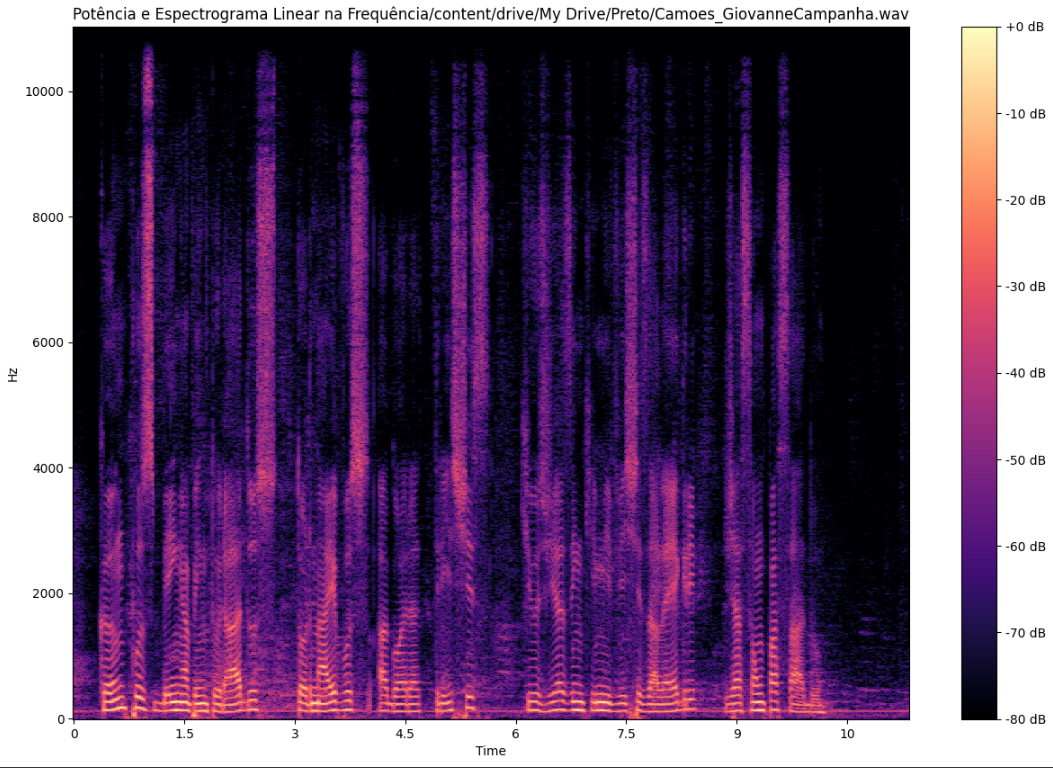 Potência e Espectrograma Linear na Frequência/content/drive/My Drive/Preto/Camoes_GiovanneCampanha.wav
+0 dB
10000
-10 dB
8000
-20 dB
6000
-30 dB
Hz
-40 dB
4000
-50 dB
-60 dB
2000
-70 dB
0
-80 dB
0 1.5 3 4.5 6 7.5 9 10
Time